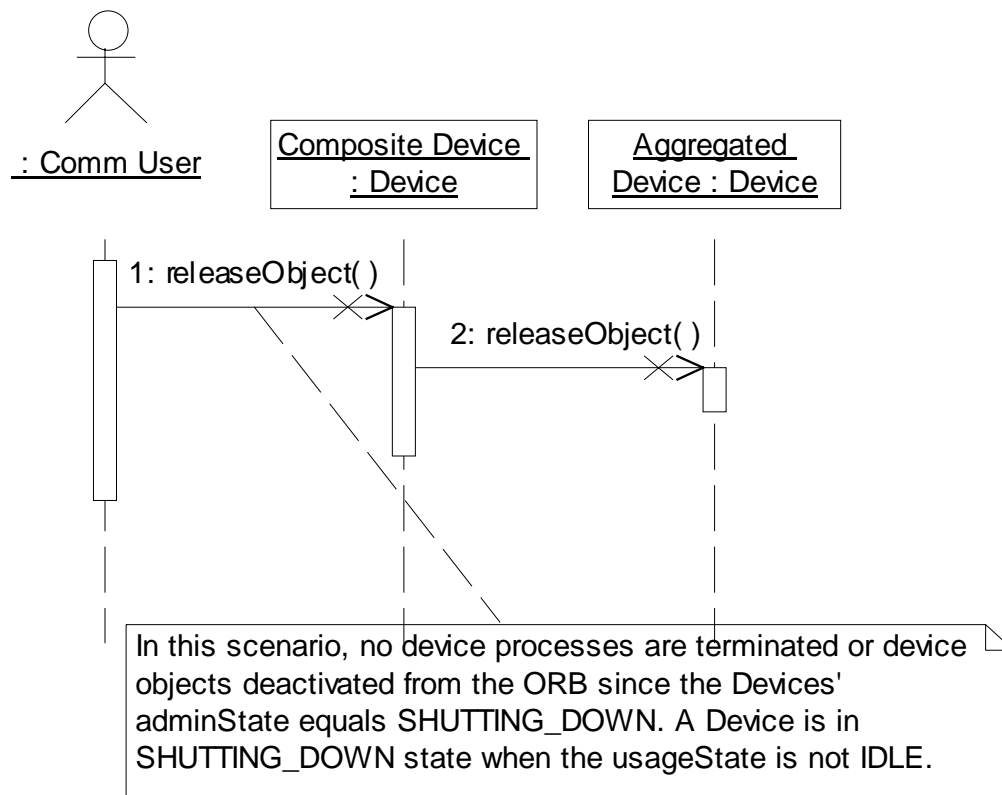 : Comm User
Composite Device
: Device
Aggregated
Device : Device
1: releaseObject( )
2: releaseObject( )
In this scenario, no device processes are terminated or device
objects deactivated from the ORB since the Devices'
adminState equals SHUTTING_DOWN. A Device is in
SHUTTING_DOWN state when the usageState is not IDLE.